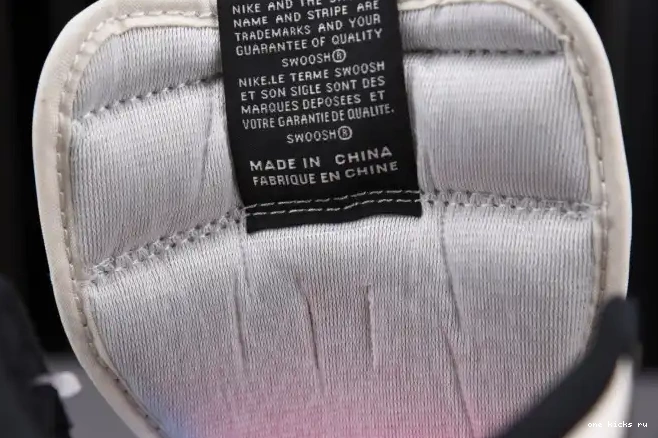 NIKE AND THE
NAME AND STRIPE ARE
TRADEMARKS AND YOUR
GUARANTEE OF QUALITY
SWOOSH®
NIKE.LE TERME SWOOSH
ET SON SIGLE SONT DES
MARQUES DEPOSEES ET
VOTRE GARANTIE DE QUALITE.
SWOOSH®
MADE IN CHINA
FABRIQUE EN CHINE
one kicks ru